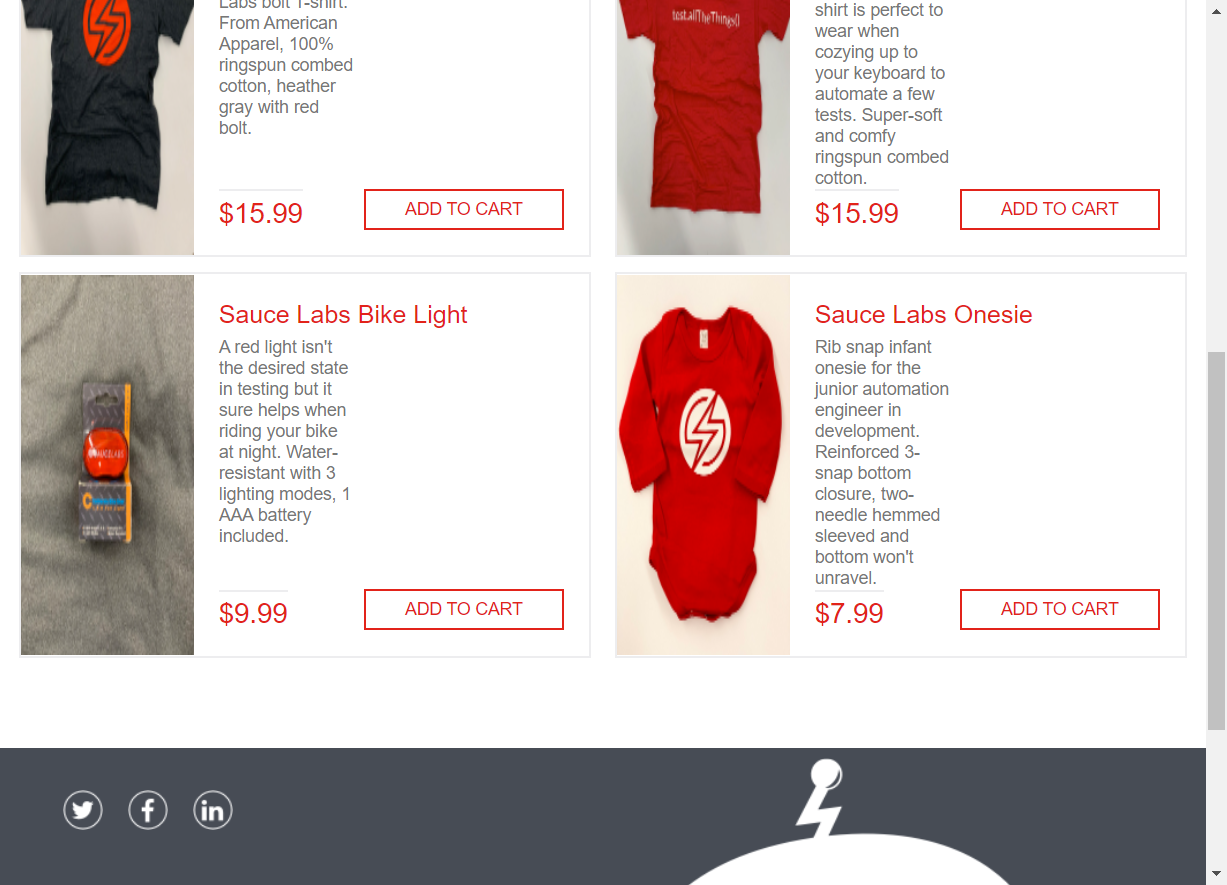 Labs bolt T-shirt.
From American
Apparel, 100%
ringspun combed
cotton, heather
gray with red
bolt.
$15.99
ADD TO CART
test.allTheThings()
shirt is perfect to
wear when
cozying up to
your keyboard to
automate a few
tests. Super-soft
and comfy
ringspun combed
cotton.
$15.99
ADD TO CART
Sauce Labs Bike Light
A red light isn't
the desired state
in testing but it
sure helps when
riding your bike
at night. Water-
resistant with 3
lighting modes, 1
AAA battery
included.
$9.99
ADD TO CART
Sauce Labs Onesie
Rib snap infant
onesie for the
junior automation
engineer in
development.
Reinforced 3-
snap bottom
closure, two-
needle hemmed
sleeved and
bottom won't
unravel.
$7.99
ADD TO CART